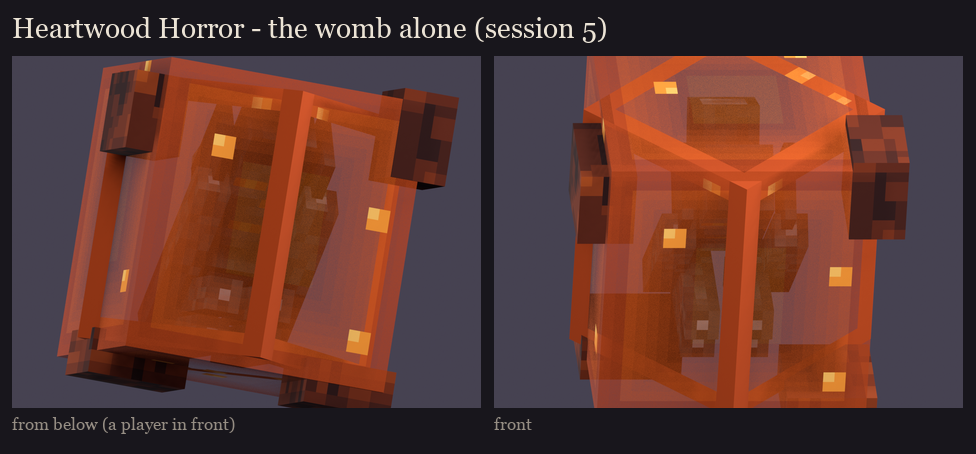 Heartwood Horror - the womb alone (session 5)
from below (a player in front)
front